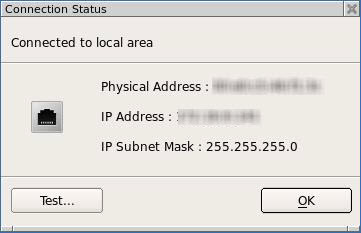 Connection Status
Connected to local area
Physical Address :
IP Address :
IP Subnet Mask : 255.255.255.0
Test...
OK